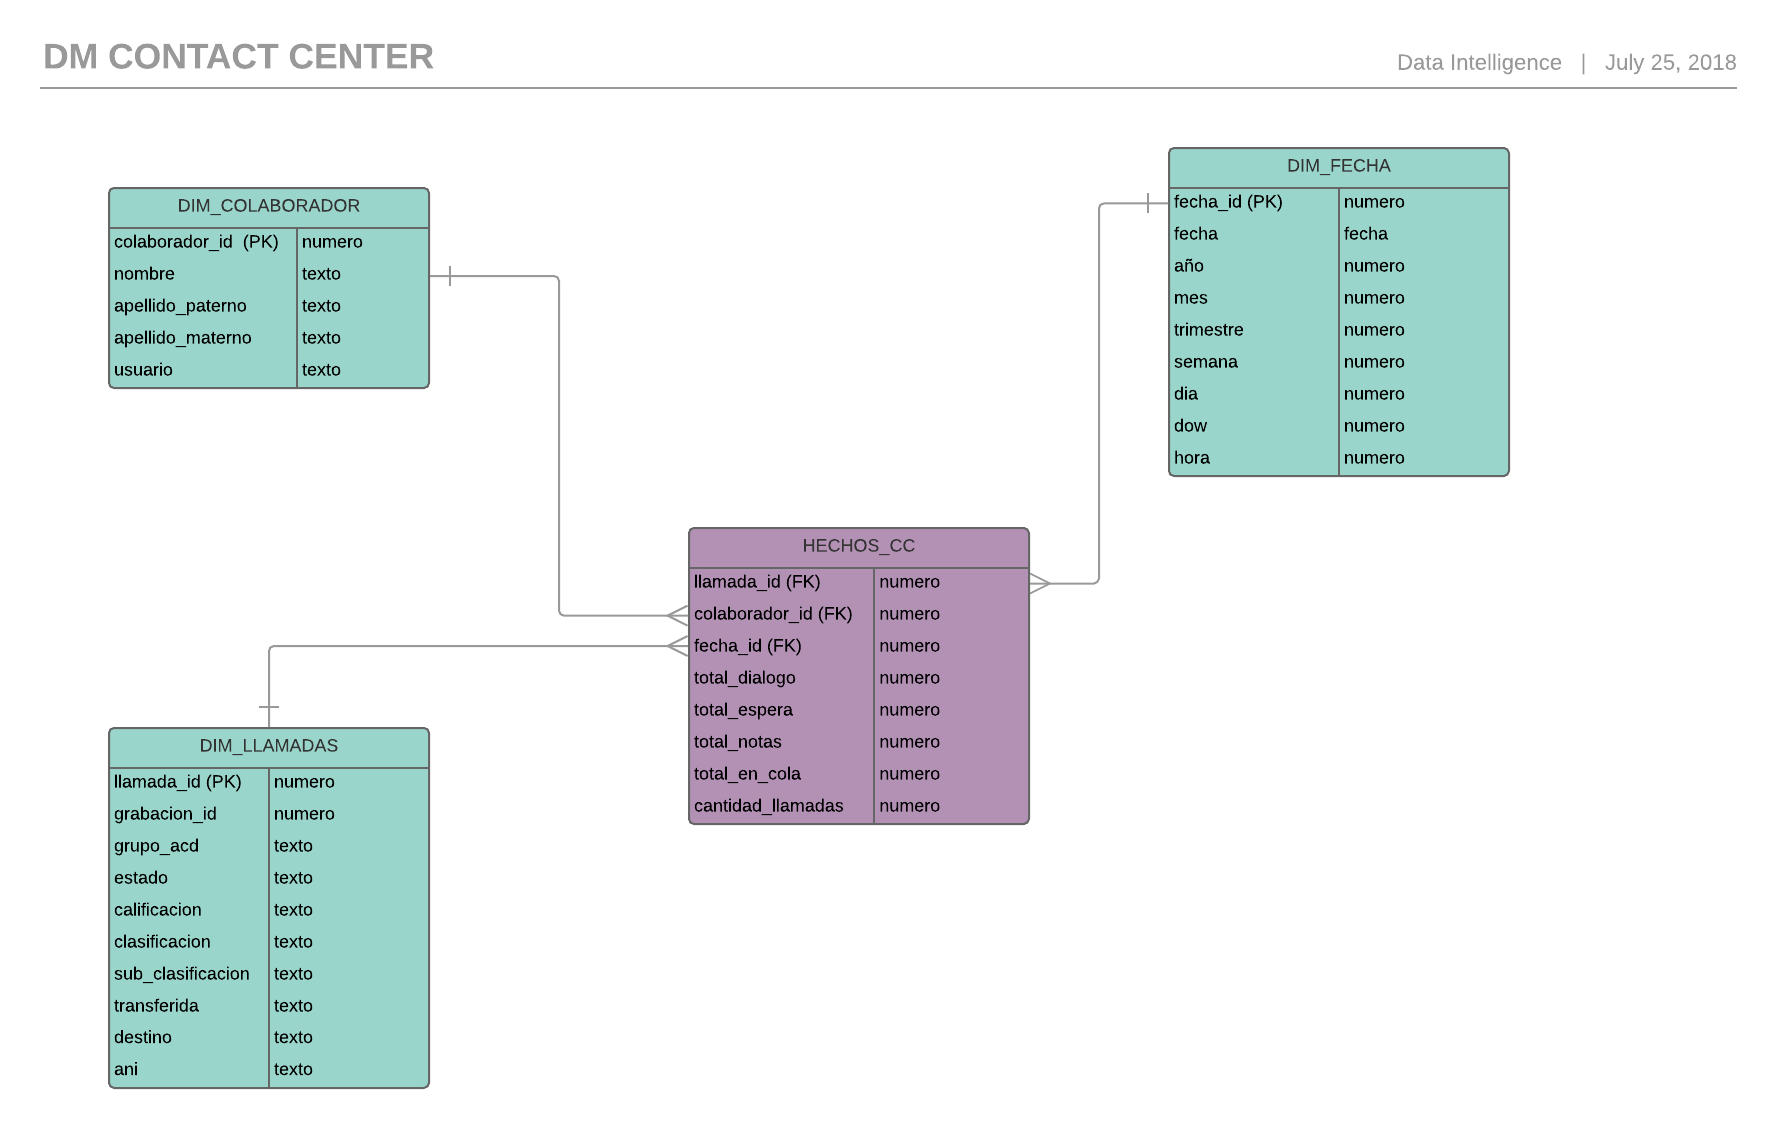 DM CONTACT CENTER
Data Intelligence | July 25, 2018
DIM_COLABORADOR
colaborador_id (PK) numero
nombre texto
apellido_paterno texto
apellido_materno texto
usuario texto
DIM_FECHA
fecha_id (PK) numero
fecha fecha
año numero
mes numero
trimestre numero
semana numero
dia numero
dow numero
hora numero
HECHOS_CC
llamada_id (FK) numero
colaborador_id (FK) numero
fecha_id (FK) numero
total_dialogo numero
total_espera numero
total_notas numero
total_en_cola numero
cantidad_llamadas numero
DIM_LLAMADAS
llamada_id (PK) numero
grabacion_id numero
grupo_acd texto
estado texto
calificacion texto
clasificacion texto
sub_clasificacion texto
transferida texto
destino texto
ani texto